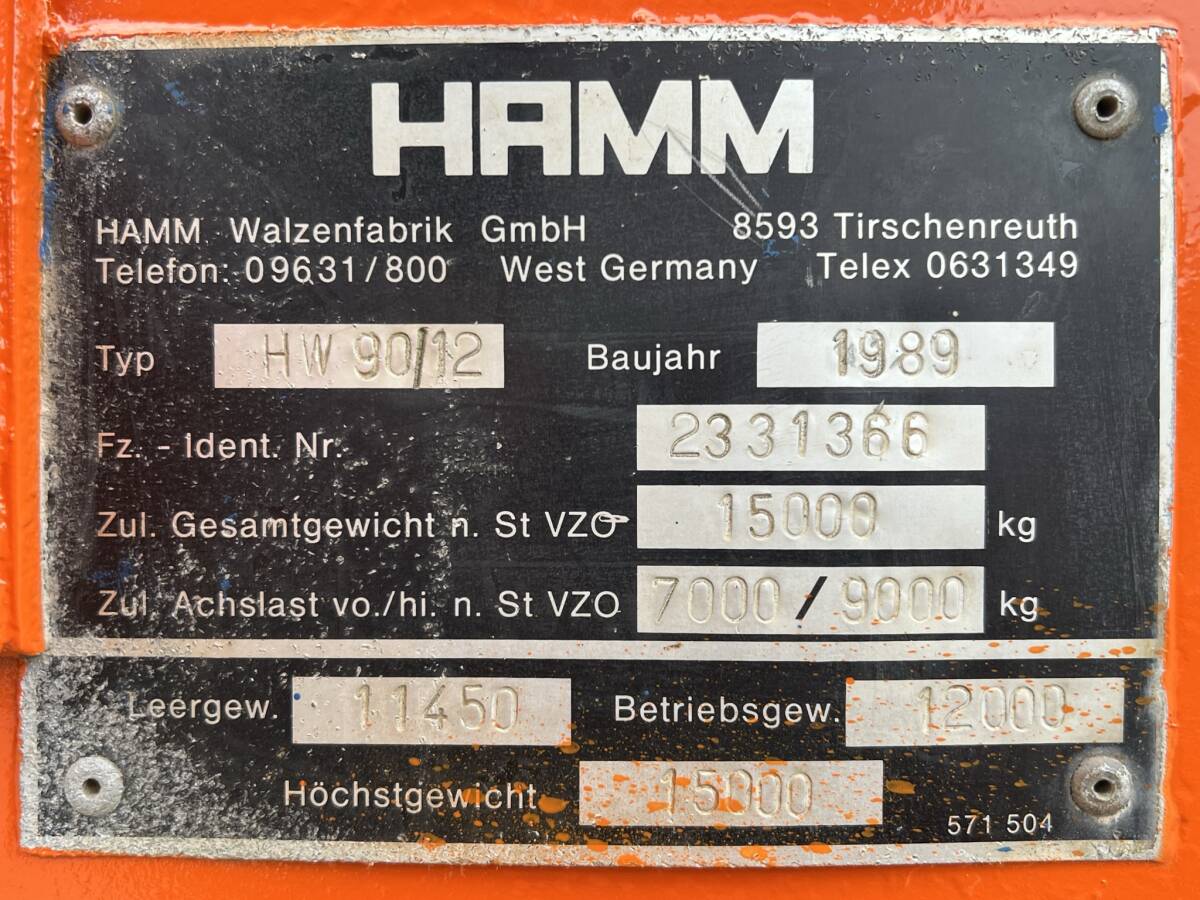 HAMM
HAMM Walzenfabrik GmbH 8593 Tirschenreuth
Telefon: 09631/800 West Germany Telex 0631349
Typ HW 90/12 Baujahr 1989
Fz. - Ident. Nr. 2331366
Zul. Gesamtgewicht n. St VZO 15000 kg
Zul. Achslast vo./hi. n. St VZO 7000/9000 kg
Leergew. 11450 Betriebsgew. 12000
Höchstgewicht 15000
571 504